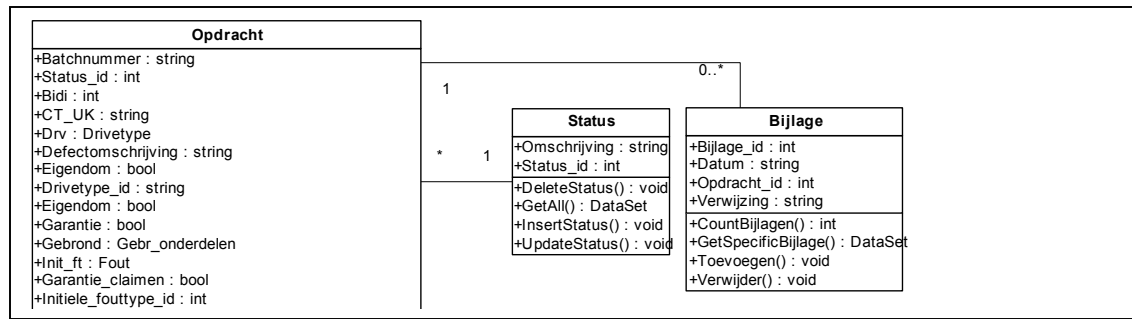 Opdracht
+Batchnummer : string
+Status_id : int
+Bidi : int
+CT_UK : string
+Drv : Drivetype
+Defectomschrijving : string
+Eigendom : bool
+Drivetype_id : string
+Eigendom : bool
+Garantie : bool
+Gebrond : Gebr_onderdelen
+Init_ft : Fout
+Garantie_claimen : bool
+Initiele_fouttype_id : int
1
0..*
*
1
Status
+Omschrijving : string
+Status_id : int
+DeleteStatus() : void
+GetAll() : DataSet
+InsertStatus() : void
+UpdateStatus() : void
Bijlage
+Bijlage_id : int
+Datum : string
+Opdracht_id : int
+Verwijzing : string
+CountBijlagen() : int
+GetSpecificBijlage() : DataSet
+Toevoegen() : void
+Verwijder() : void